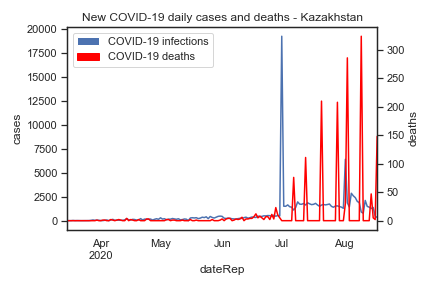 New COVID-19 daily cases and deaths - Kazakhstan
COVID-19 infections
COVID-19 deaths
20000
17500
15000
12500
10000
7500
5000
2500
0
cases
300
250
200
150
100
50
0
deaths
Apr
2020
May
Jun
Jul
Aug
dateRep